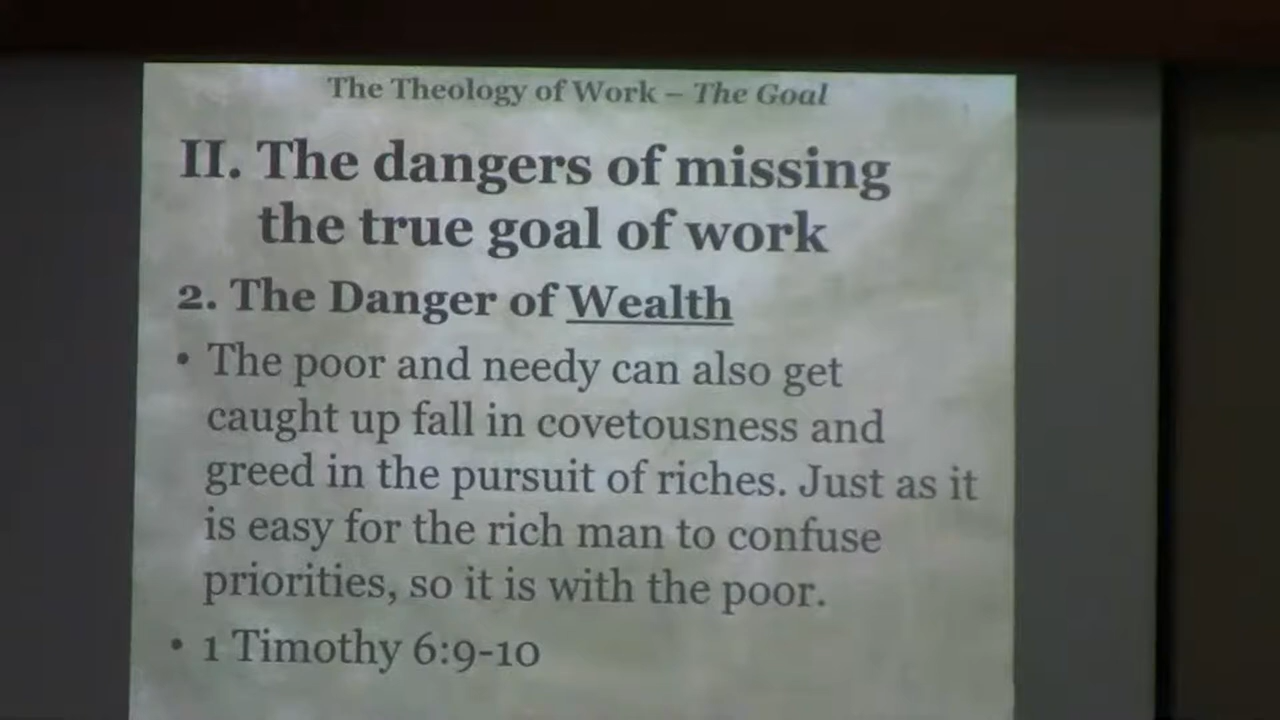 The Theology of Work – The Goal
II. The dangers of missing
the true goal of work
2. The Danger of Wealth
• The poor and needy can also get
caught up fall in covetousness and
greed in the pursuit of riches. Just as it
is easy for the rich man to confuse
priorities, so it is with the poor.
• 1 Timothy 6:9-10